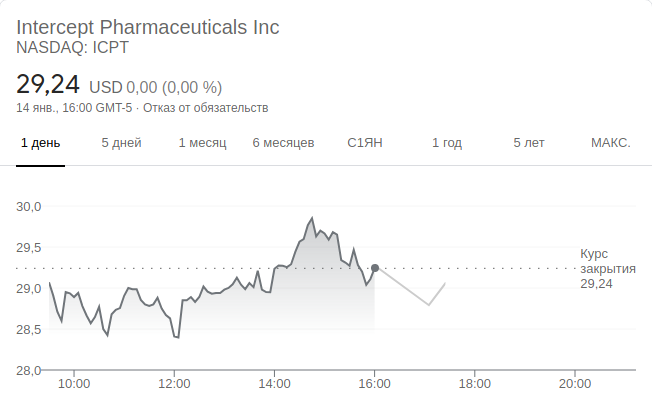 Intercept Pharmaceuticals Inc
NASDAQ: ICPT
29,24 USD 0,00 (0,00 %)
14 янв., 16:00 GMT-5 · Отказ от обязательств
1 день 5 дней 1 месяц 6 месяцев С1ЯН 1 год 5 лет МАКС.
30,0
29,5
Курс
закрытия
29,24
29,0
28,5
28,0
10:00 12:00 14:00 16:00 18:00 20:00